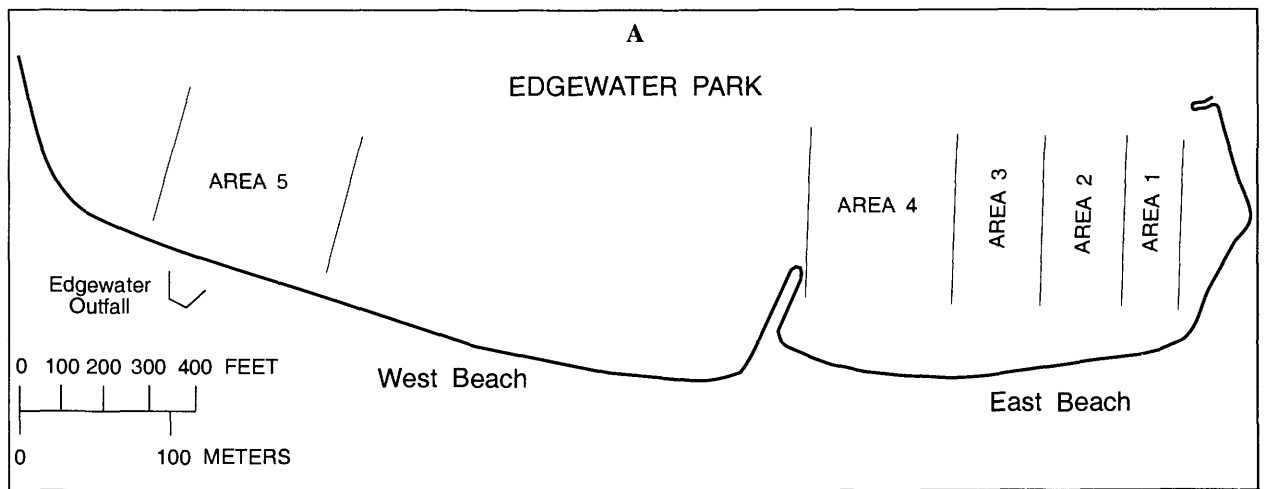 A
EDGEWATER PARK
AREA 5
AREA 4
AREA 3
AREA 2
AREA 1
Edgewater
Outfall
0 100 200 300 400 FEET
0 100 METERS
West Beach
East Beach